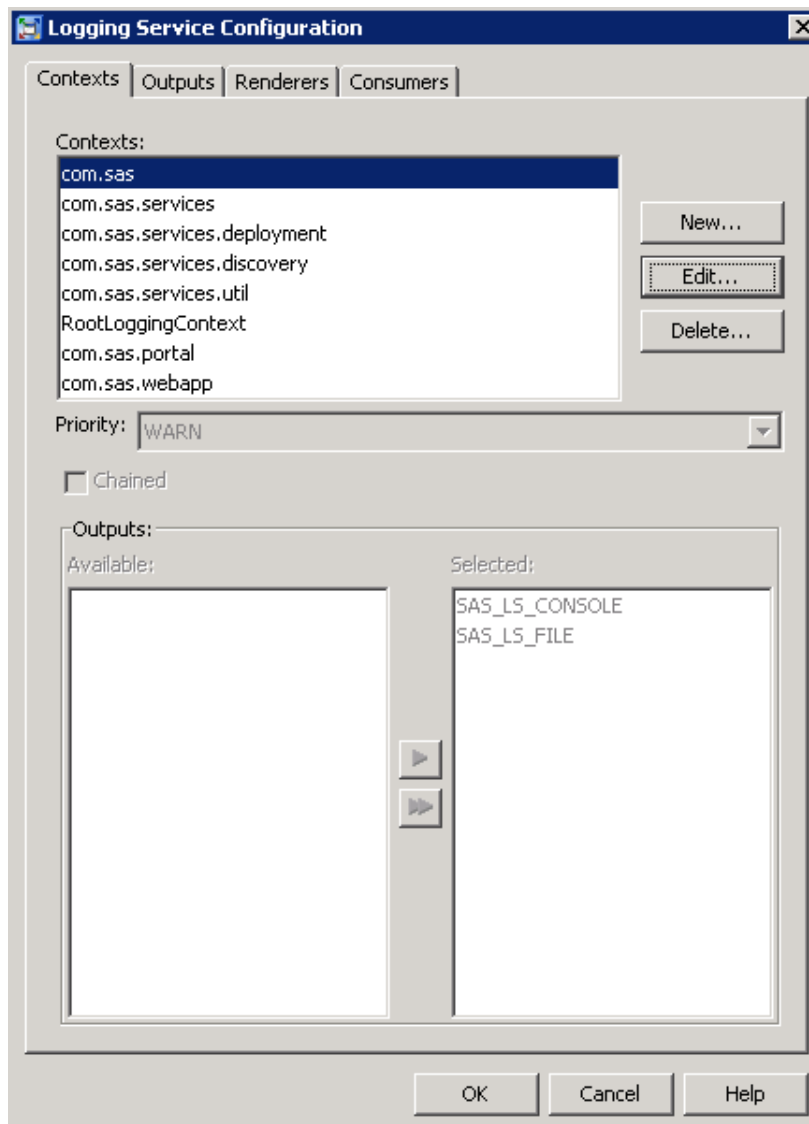 Logging Service Configuration
Contexts Outputs Renderers Consumers
Contexts:
com.sas
com.sas.services
com.sas.services.deployment
com.sas.services.discovery
com.sas.services.util
RootLoggingContext
com.sas.portal
com.sas.webapp
New...
Edit...
Delete...
Priority: WARN
Chained
Outputs:
Available:
Selected:
SAS_LS_CONSOLE
SAS_LS_FILE
OK Cancel Help